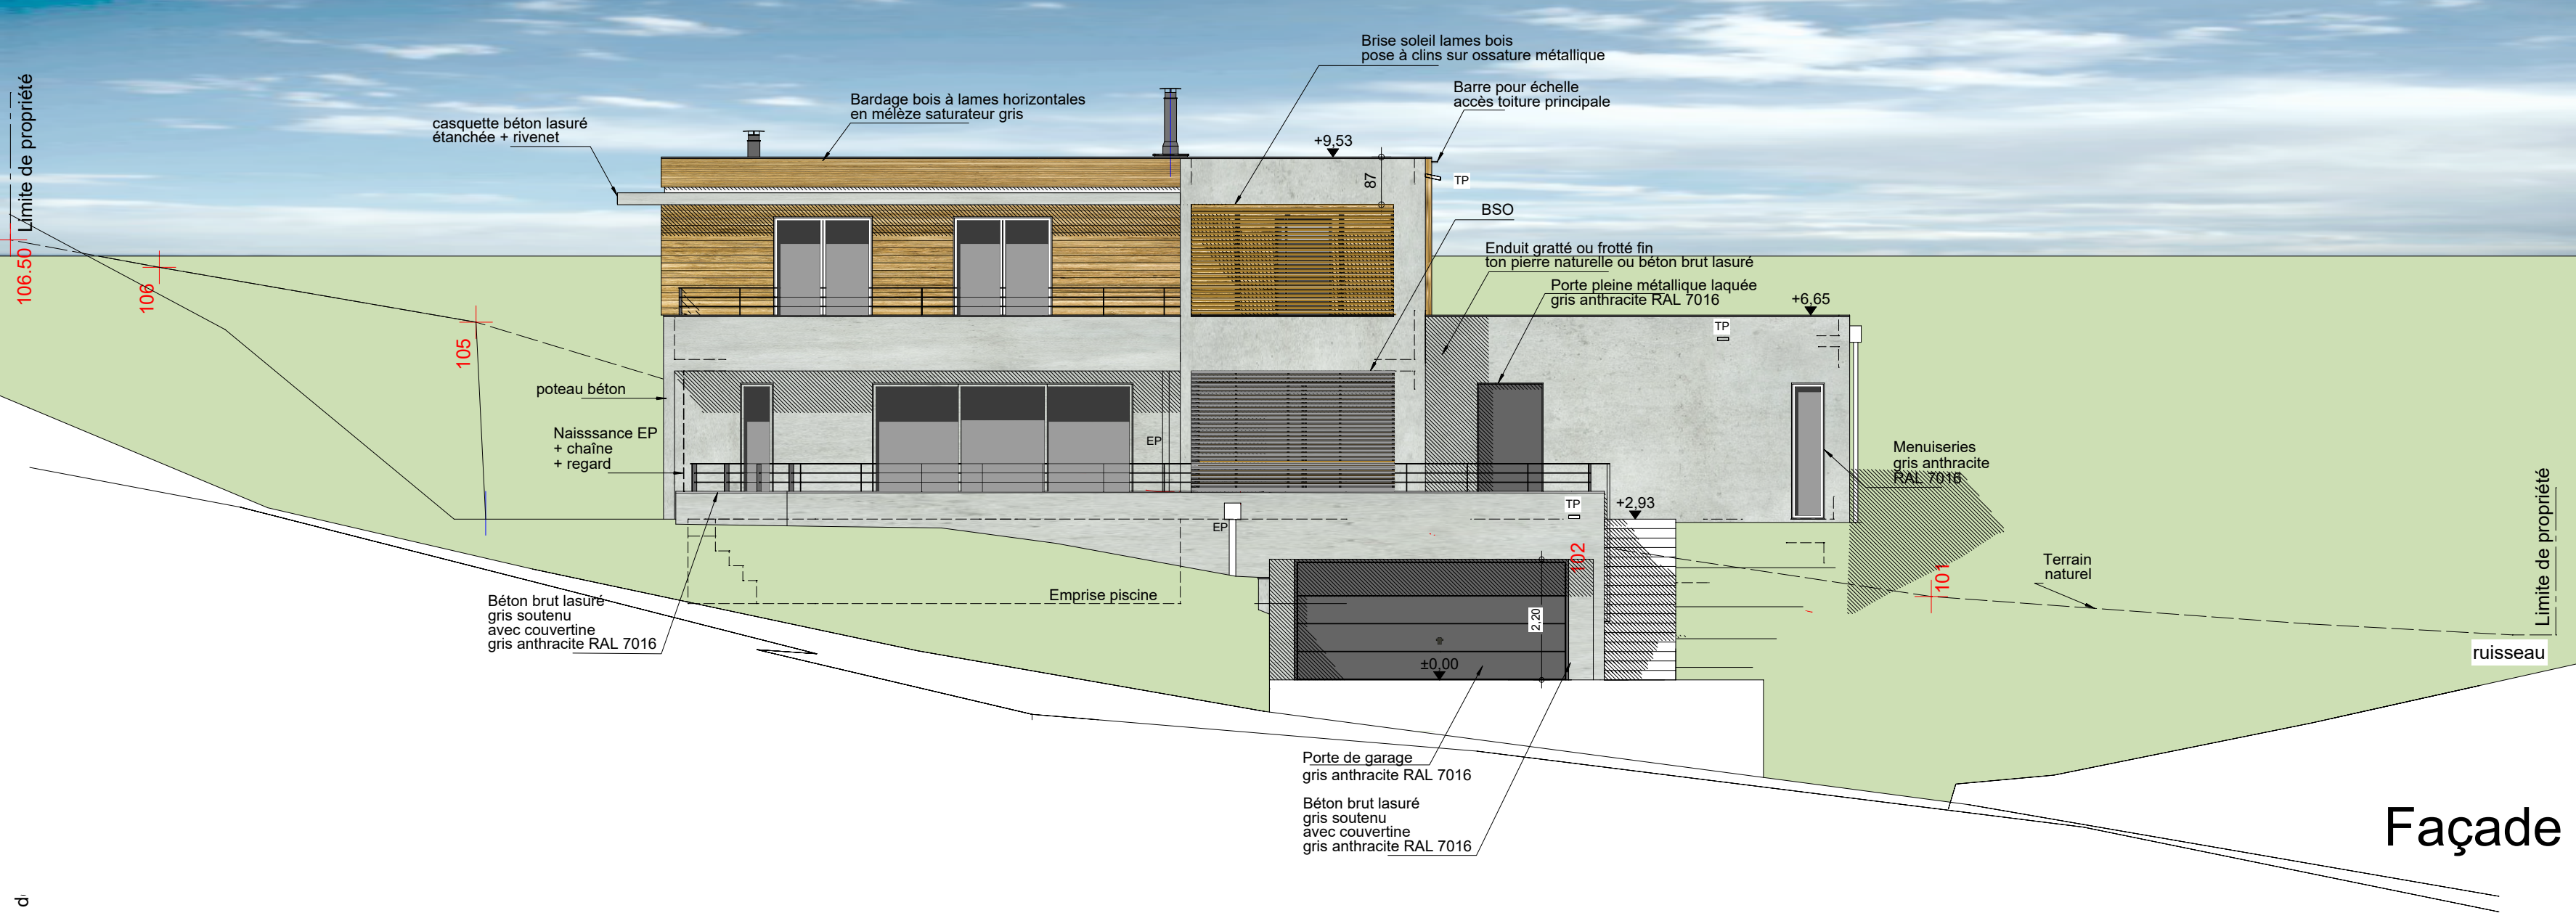 Brise soleil lames bois
pose à clins sur ossature métallique
Barre pour échelle
accès toiture principale
Bardage bois à lames horizontales
en mélèze saturateur gris
casquette béton lasuré
étanchée + rivenet
Limite de propriété
+9,53
87
TP
BSO
Enduit gratté ou frotté fin
ton pierre naturelle ou béton brut lasuré
Porte pleine métallique laquée
gris anthracite RAL 7016
+6,65
TP
106.50
106
105
poteau béton
Naisssance EP
+ chaîne
+ regard
EP
Menuiseries
gris anthracite
RAL 7016
Limite de propriété
TP
+2,93
EP
102
101
Terrain
naturel
Emprise piscine
Béton brut lasuré
gris soutenu
avec couvertine
gris anthracite RAL 7016
2,20
±0,00
ruisseau
Porte de garage
gris anthracite RAL 7016
Béton brut lasuré
gris soutenu
avec couvertine
gris anthracite RAL 7016
Façade
d